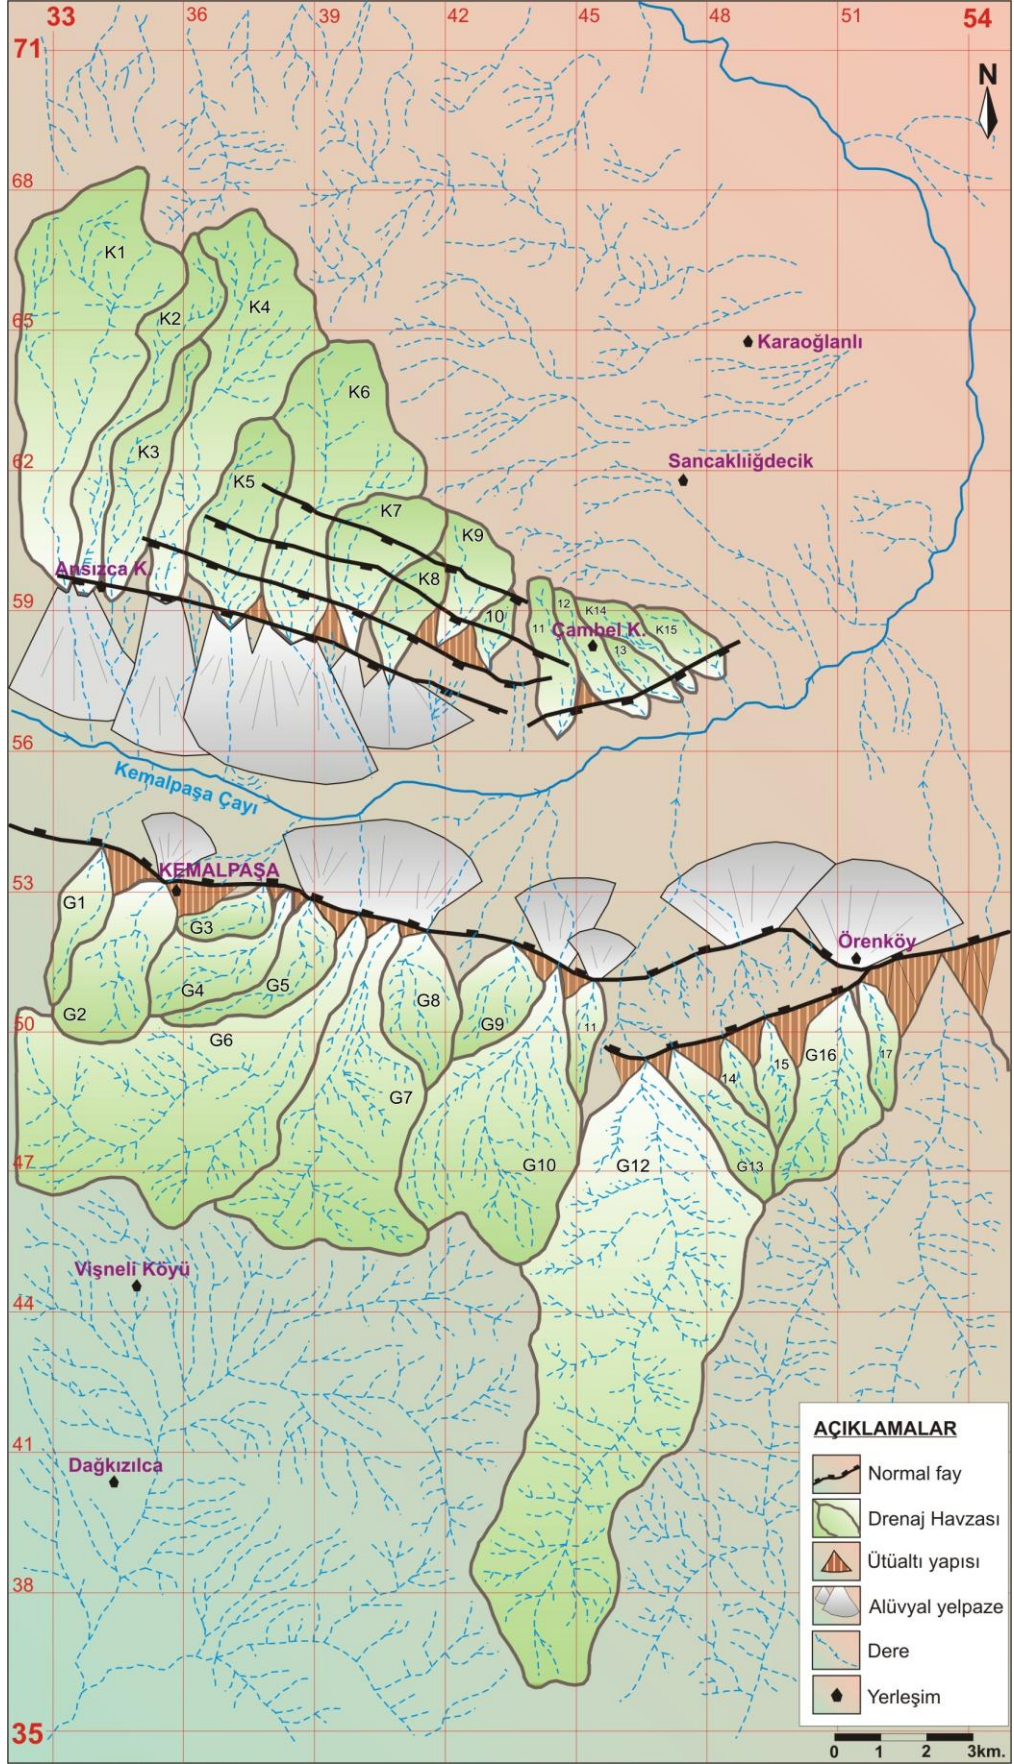 33 36 39 42 45 48 51 54
71
N
68
K1
K2
K4
65
Karaoğlanlı
K6
K3
62
Sancaklıiğdecik
K5
K7
K9
Ansızca K.
K8
59
10
11
12
K14
K15
Çambel K.
13
56
Kemalpaşa Çayı
53
KEMALPAŞA
G1
G3
Örenköy
G4
G5
G8
G2
G9
50
G6
11
G16
17
15
14
G7
47
G10
G12
G13
Vişneli Köyü
44
41
Dağkızılca
38
35
AÇIKLAMALAR
Normal fay
Drenaj Havzası
Ütüaltı yapısı
Alüvyal yelpaze
Dere
Yerleşim
0 1 2 3km.